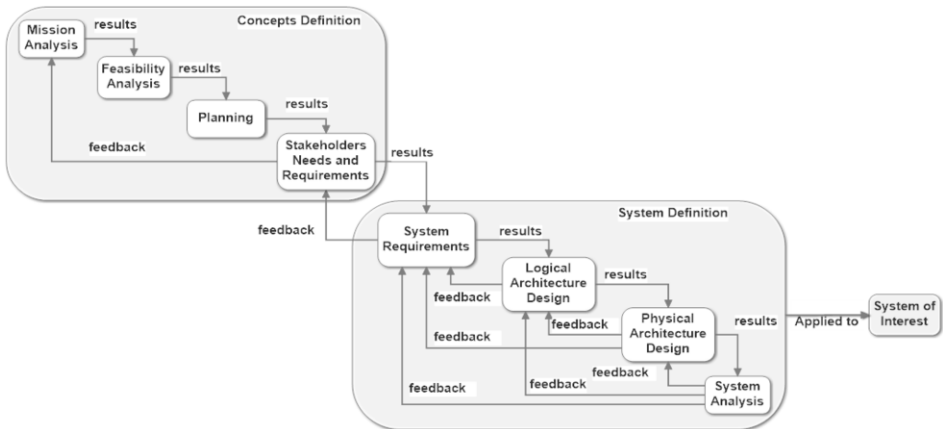 Concepts Definition
Mission
Analysis
results
Feasibility
Analysis
results
Planning
results
Stakeholders
Needs and
Requirements
feedback
results
feedback
System Definition
System
Requirements
results
Logical
Architecture
Design
results
feedback
Physical
Architecture
Design
feedback
feedback
results
System
Analysis
feedback
feedback
feedback
Applied to
System of
Interest